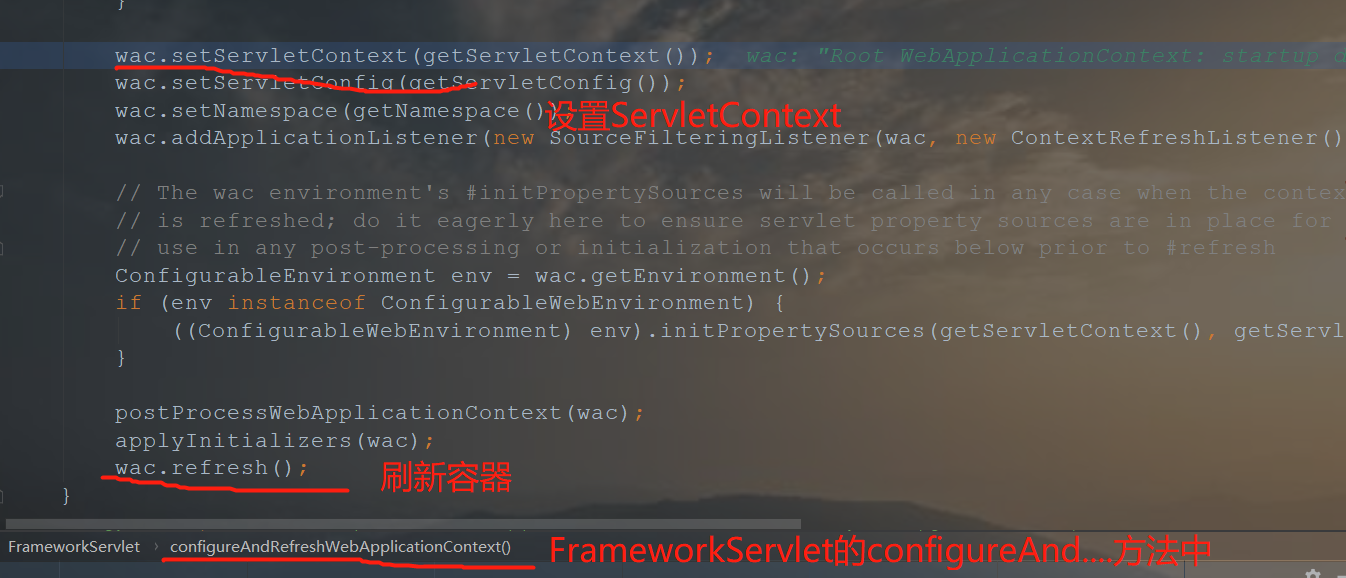 }
wac.setServletContext(getServletContext()); wac: "Root WebApplicationContext: startup d
wac.setServletConfig(getServletConfig());
wac.setNamespace(getNamespace());
设置ServletContext
wac.addApplicationListener(new SourceFilteringListener(wac, new ContextRefreshListener()
// The wac environment's #initPropertySources will be called in any case when the contex
// is refreshed; do it eagerly here to ensure servlet property sources are in place for
// use in any post-processing or initialization that occurs below prior to #refresh
ConfigurableEnvironment env = wac.getEnvironment();
if (env instanceof ConfigurableWebEnvironment) {
((ConfigurableWebEnvironment) env).initPropertySources(getServletContext(), getServl
}
postProcessWebApplicationContext(wac);
applyInitializers(wac);
wac.refresh();
刷新容器
}
FrameworkServlet › configureAndRefreshWebApplicationContext()
FrameworkServlet的configureAnd....方法中